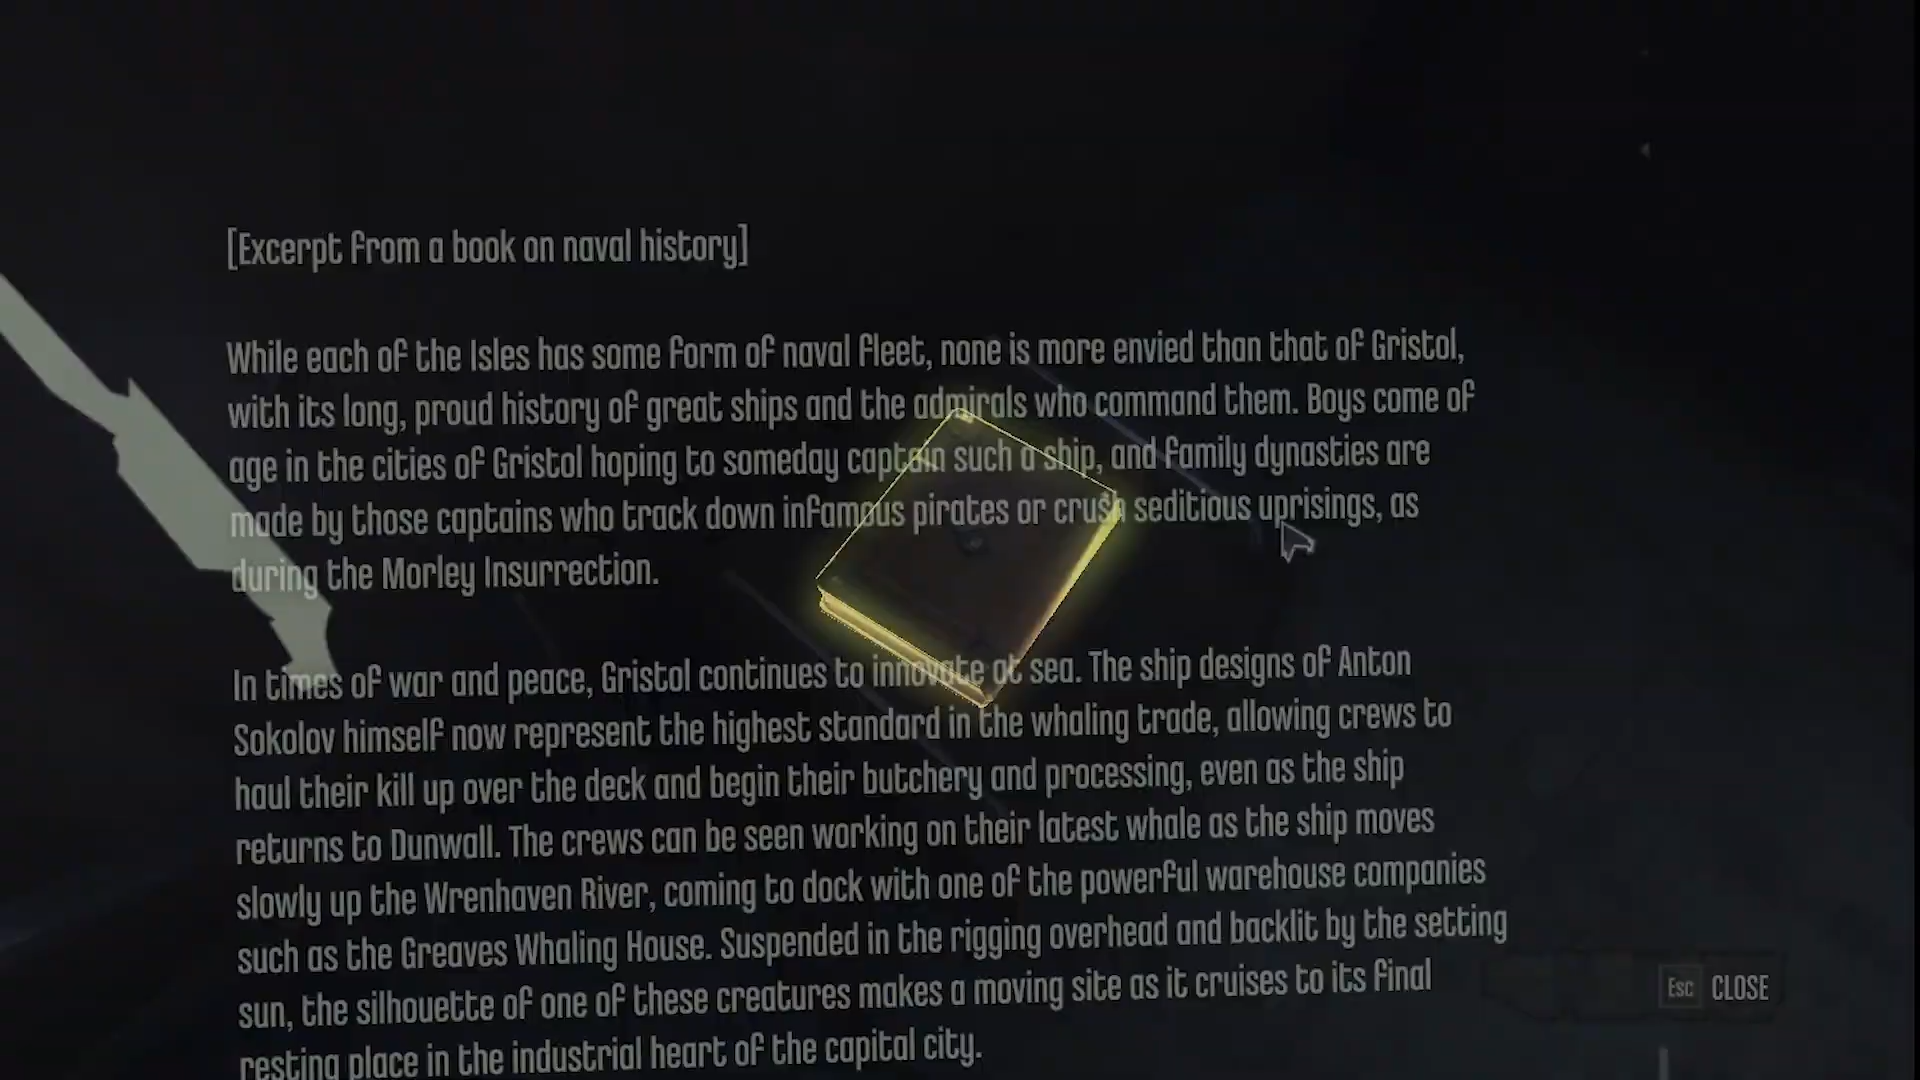 [Excerpt from a book on naval history]
While each of the Isles has some form of naval fleet, none is more envied than that of Gristol,
with its long, proud history of great ships and the admirals who command them. Boys come of
age in the cities of Gristol hoping to someday captain such a ship, and family dynasties are
made by those captains who track down infamous pirates or crush seditious uprisings, as
during the Morley Insurrection.
In times of war and peace, Gristol continues to innovate at sea. The ship designs of Anton
Sokolov himself now represent the highest standard in the whaling trade, allowing crews to
haul their kill up over the deck and begin their butchery and processing, even as the ship
returns to Dunwall. The crews can be seen working on their latest whale as the ship moves
slowly up the Wrenhaven River, coming to dock with one of the powerful warehouse companies
such as the Greaves Whaling House. Suspended in the rigging overhead and backlit by the setting
sun, the silhouette of one of these creatures makes a moving site as it cruises to its final
resting place in the industrial heart of the capital city.
Esc CLOSE